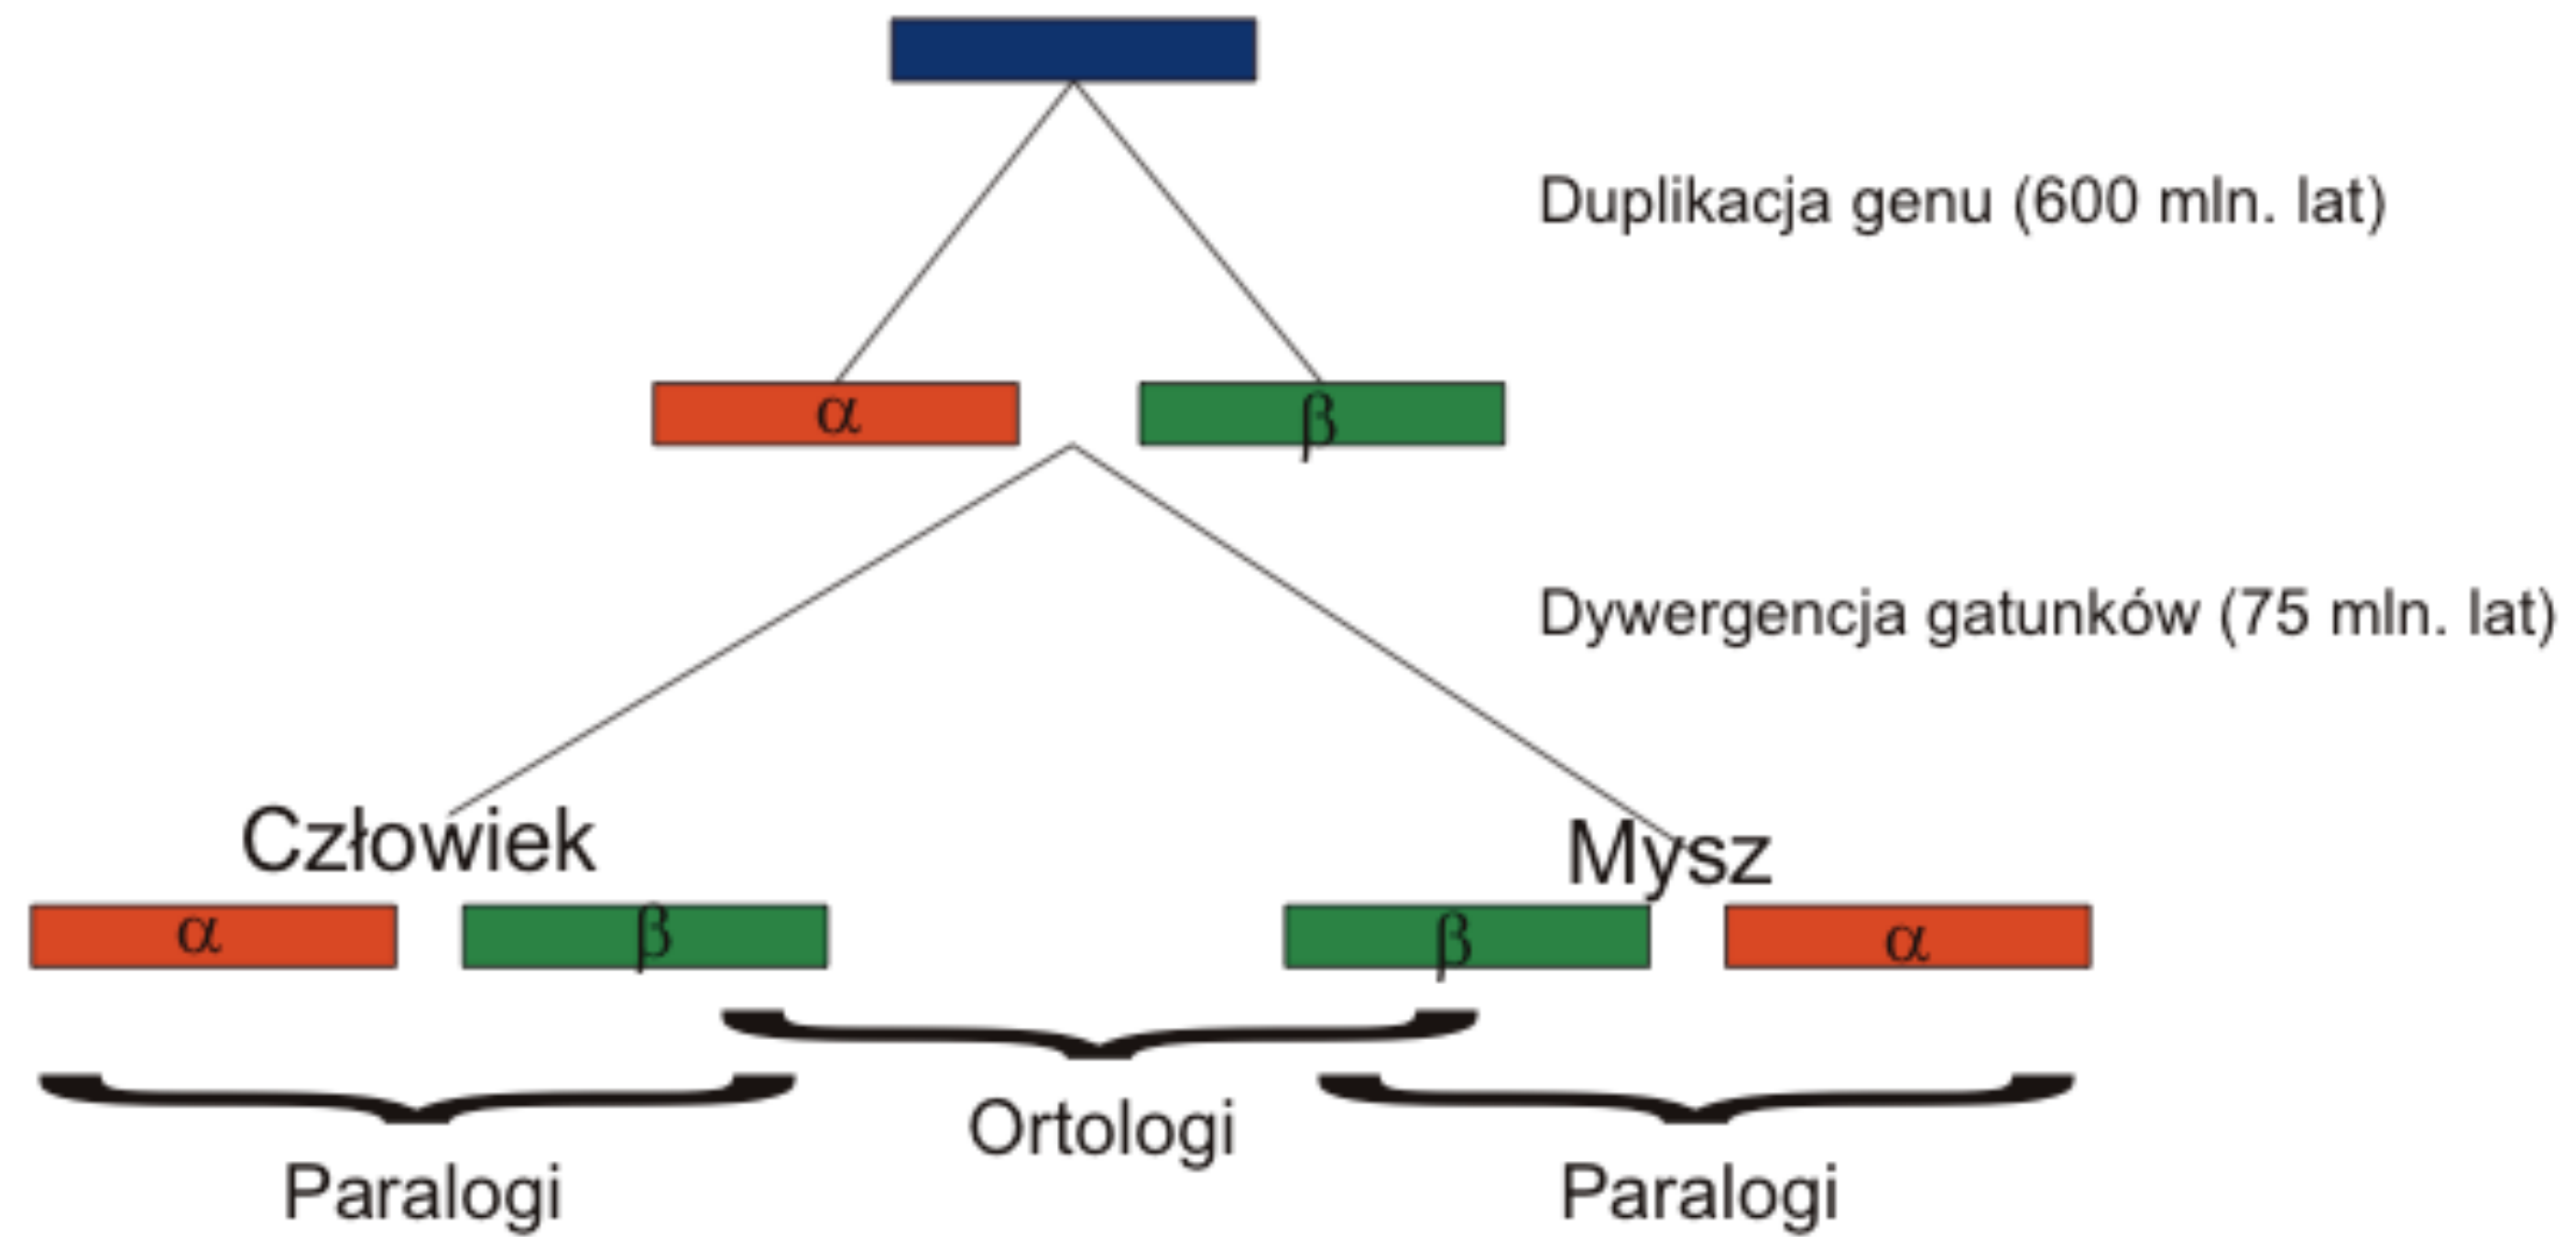 Duplikacja genu (600 mln. lat)
α
β
Dywergencja gatunków (75 mln. lat)
Człowiek
Mysz
α
β
β
α
Ortologi
Paralogi
Paralogi